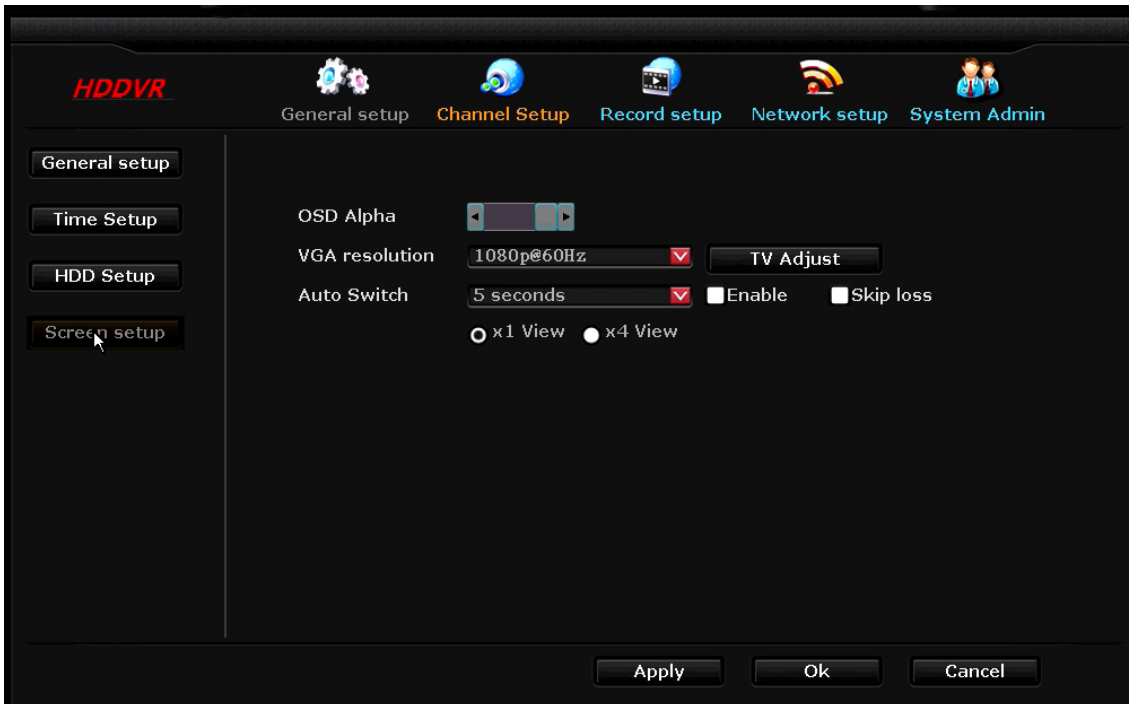 HDDVR
General setup
Channel Setup
Record setup
Network setup
System Admin
General setup
Time Setup
HDD Setup
Screen setup
OSD Alpha
VGA resolution 1080p@60Hz TV Adjust
Auto Switch 5 seconds Enable Skip loss
x1 View x4 View
Apply Ok Cancel